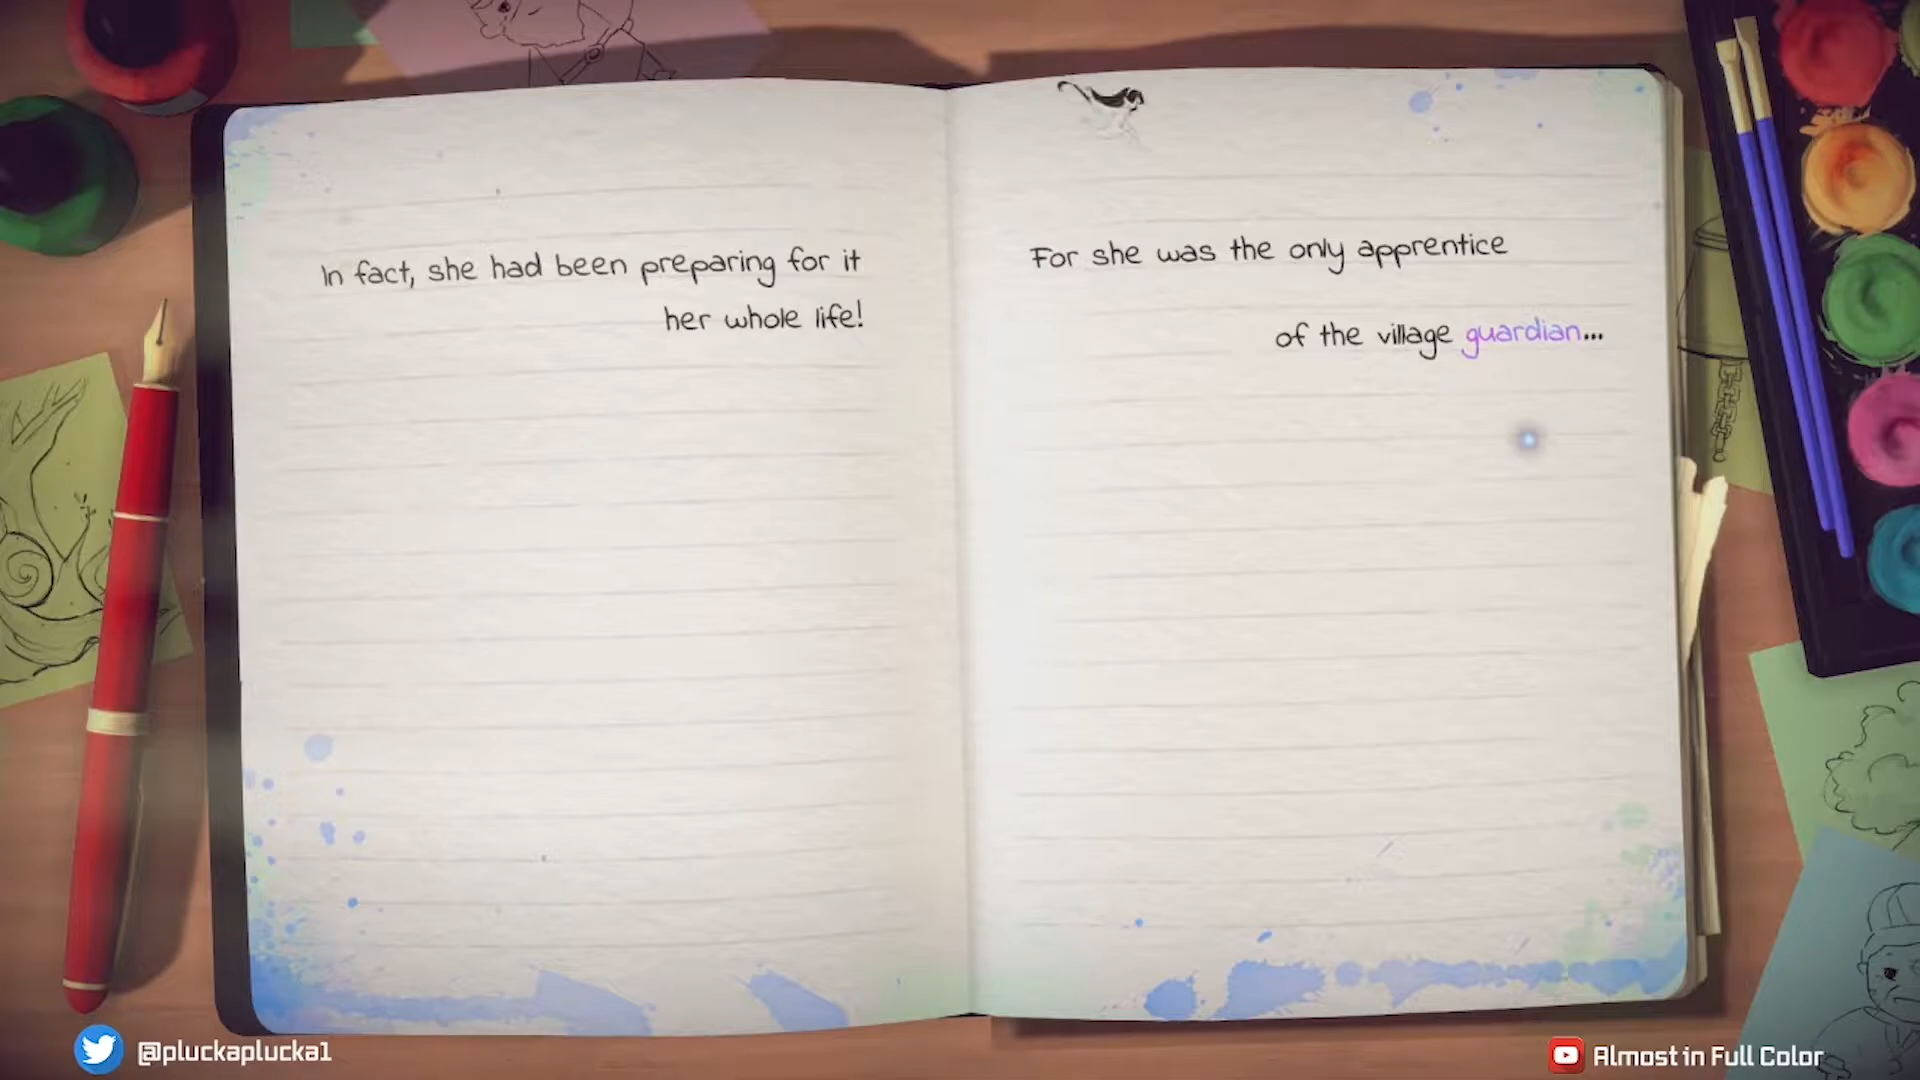 In fact, she had been preparing for it
her whole life!
For she was the only apprentice
of the village guardian...
@pluckaplucka1
Almost in Full Color